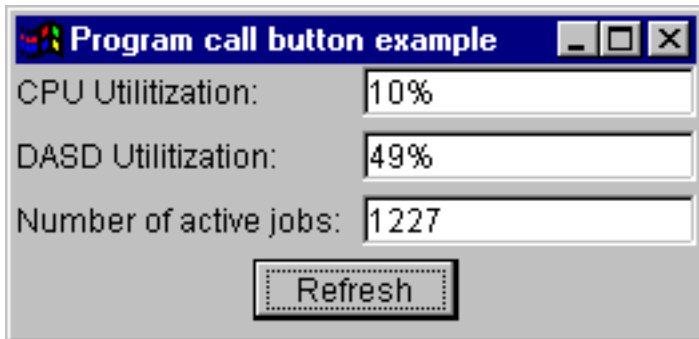 Program call button example
CPU Utilitization: 10%
DASD Utilitization: 49%
Number of active jobs: 1227
Refresh